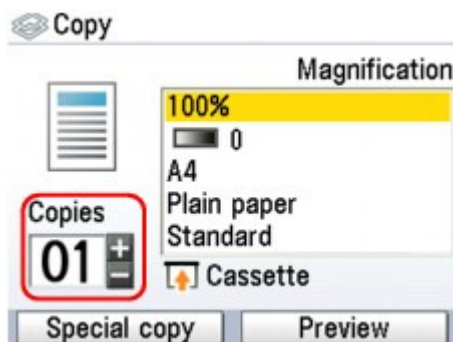 Copy
Magnification
100%
0
A4
Plain paper
Standard
Copies
01 + -
Cassette
Special copy Preview